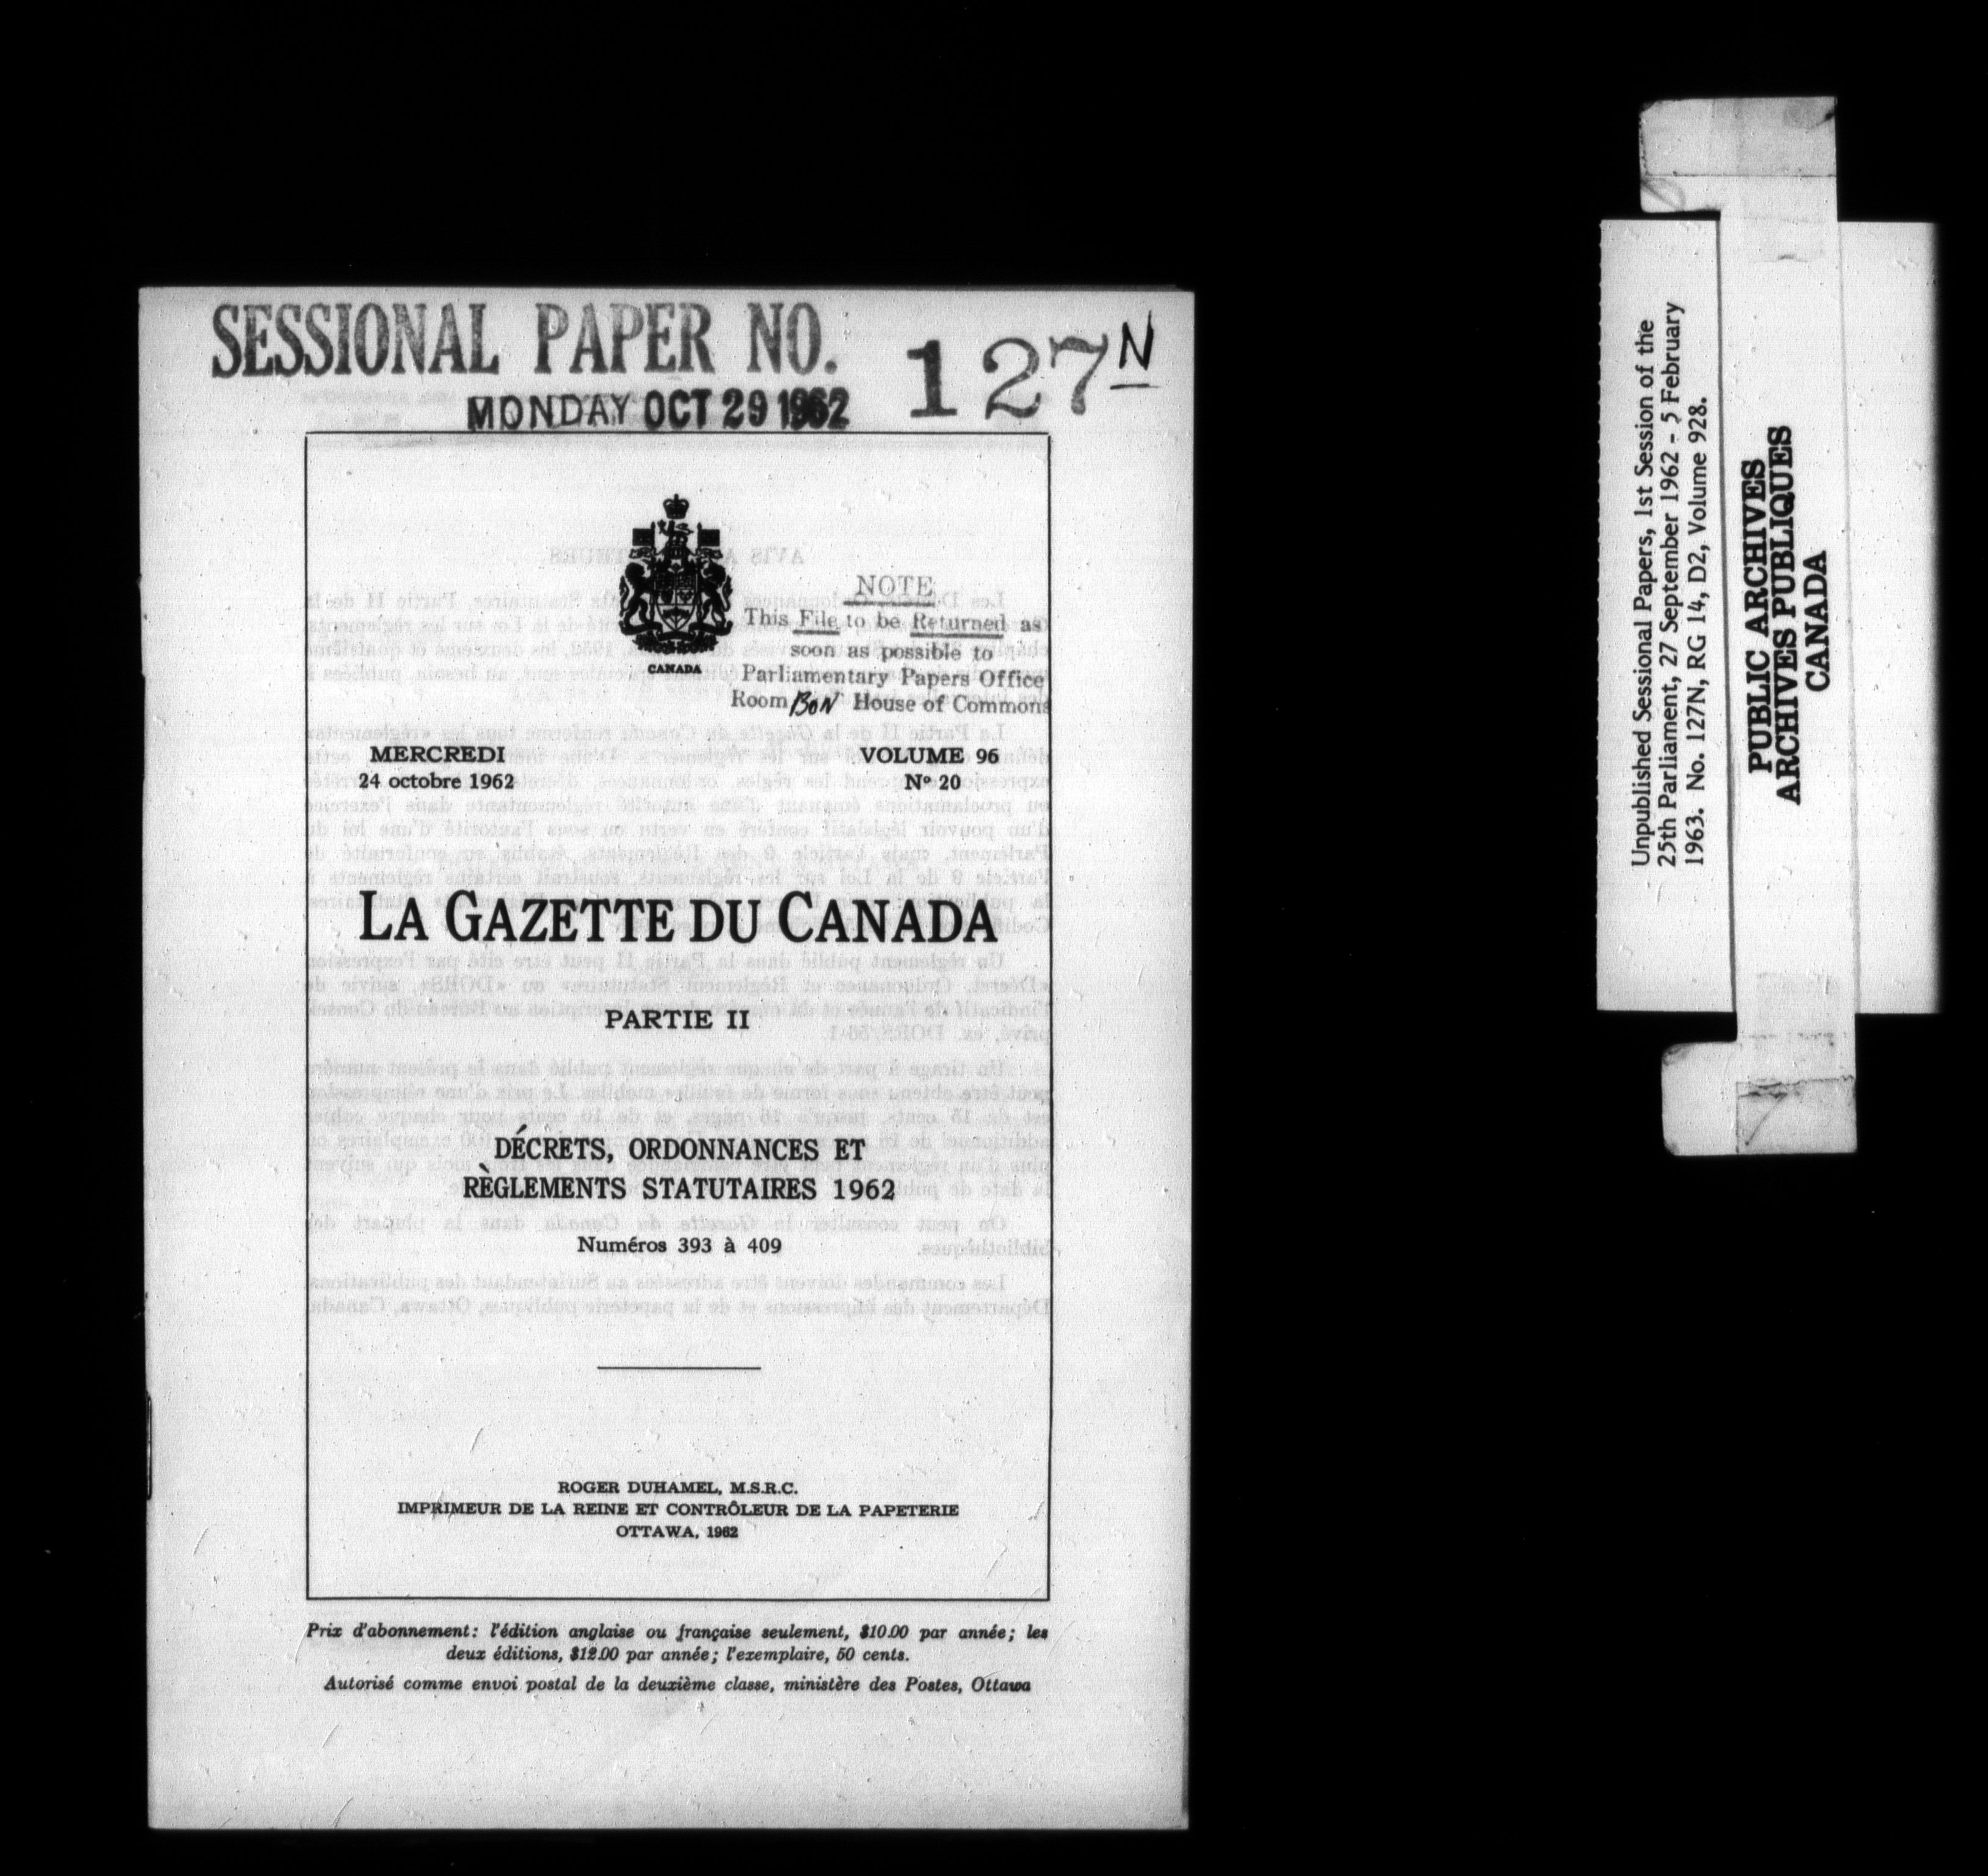 SESSIONAL PAPER NO. 127N
MONDAY OCT 29 1962
CANADA
NOTE
This File to be Returned as
soon as possible to
Parliamentary Papers Office
Room House of Commons
MERCREDI
24 octobre 1962
VOLUME 96
Nº 20
LA GAZETTE DU CANADA
PARTIE II
DÉCRETS, ORDONNANCES ET
RÈGLEMENTS STATUTAIRES 1962
Numéros 393 à 409
ROGER DUHAMEL, M.S.R.C.
IMPRIMEUR DE LA REINE ET CONTRÔLEUR DE LA PAPETERIE
OTTAWA, 1962
Prix d'abonnement: l'édition anglaise ou française seulement, $10.00 par année; les
deux éditions, $12.00 par année; l'exemplaire, 50 cents.
Autorisé comme envoi postal de la deuxième classe, ministère des Postes, Ottawa
Unpublished Sessional Papers, 1st Session of the
25th Parliament, 27 September 1962 - 5 February
1963. No. 127N, RG 14, D2, Volume 928.
PUBLIC ARCHIVES
ARCHIVES PUBLIQUES
CANADA